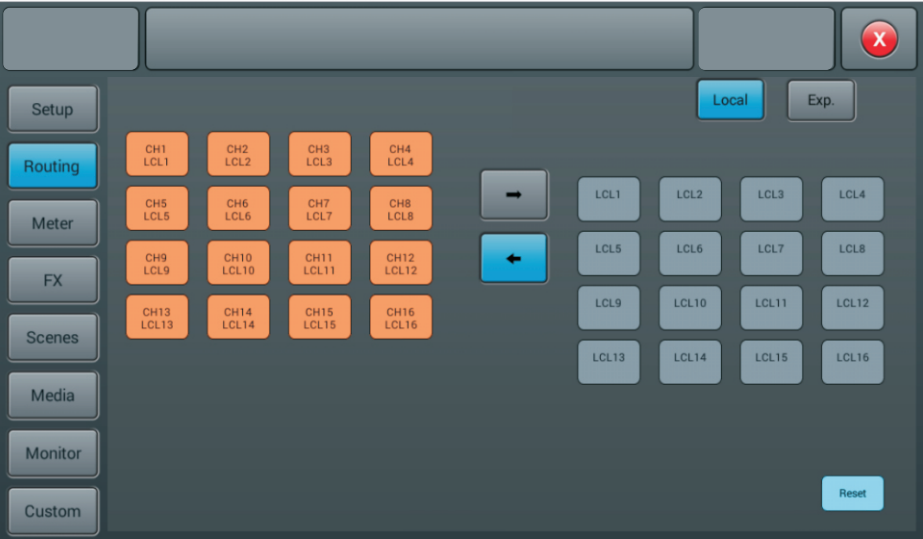 X
Local
Exp.
Setup
Routing
Meter
FX
Scenes
Media
Monitor
Custom
CH1
LCL1
CH2
LCL2
CH3
LCL3
CH4
LCL4
CH5
LCL5
CH6
LCL6
CH7
LCL7
CH8
LCL8
CH9
LCL9
CH10
LCL10
CH11
LCL11
CH12
LCL12
CH13
LCL13
CH14
LCL14
CH15
LCL15
CH16
LCL16
→
←
LCL1
LCL2
LCL3
LCL4
LCL5
LCL6
LCL7
LCL8
LCL9
LCL10
LCL11
LCL12
LCL13
LCL14
LCL15
LCL16
Reset